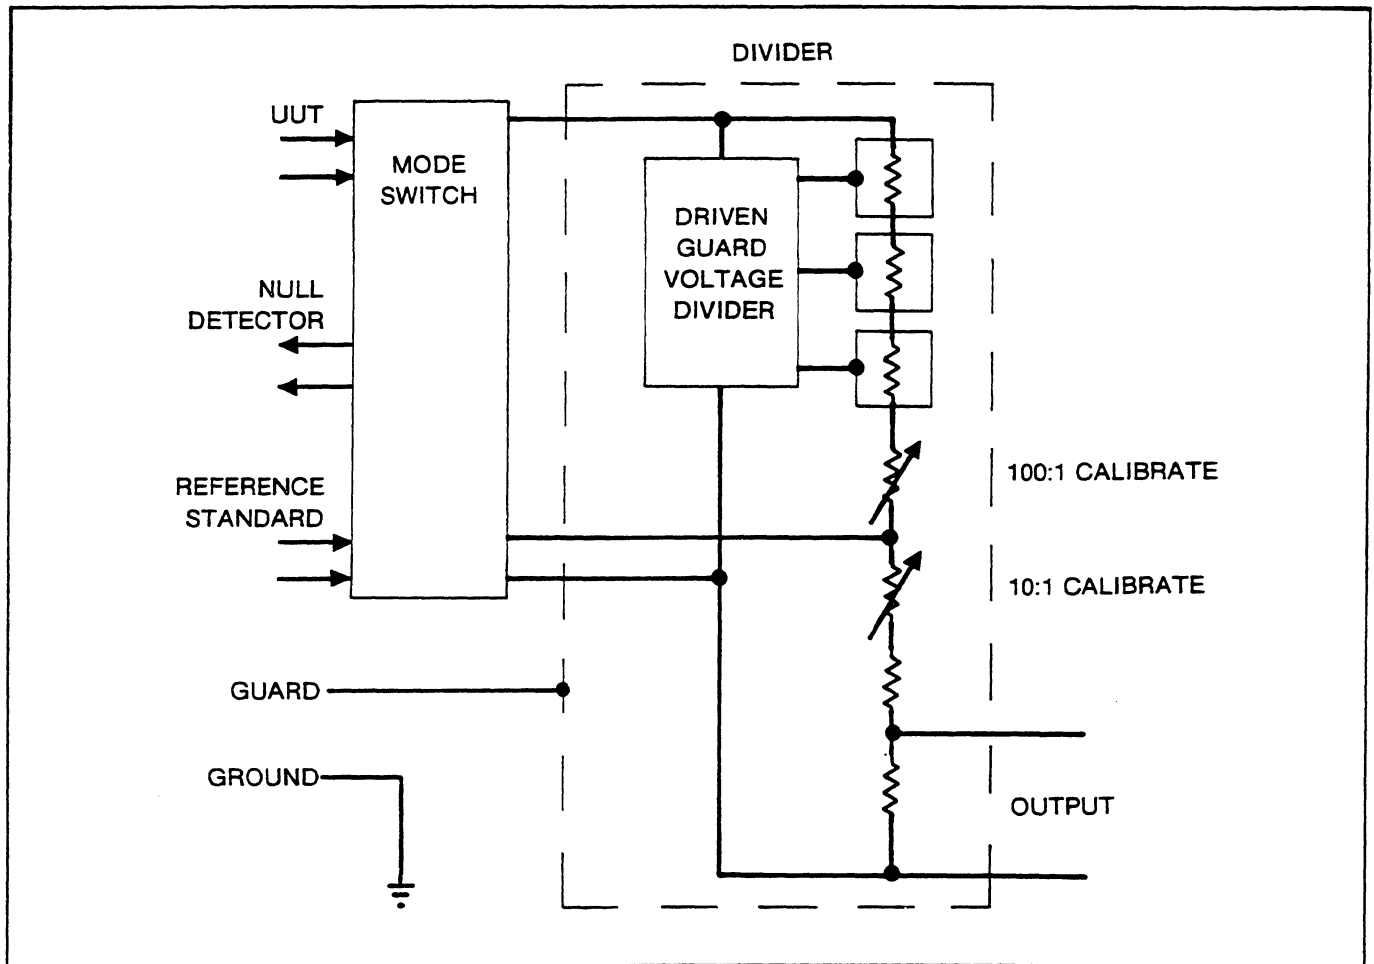 DIVIDER
UUT
MODE
SWITCH
DRIVEN
GUARD
VOLTAGE
DIVIDER
NULL
DETECTOR
REFERENCE
STANDARD
100:1 CALIBRATE
10:1 CALIBRATE
GUARD
GROUND
OUTPUT